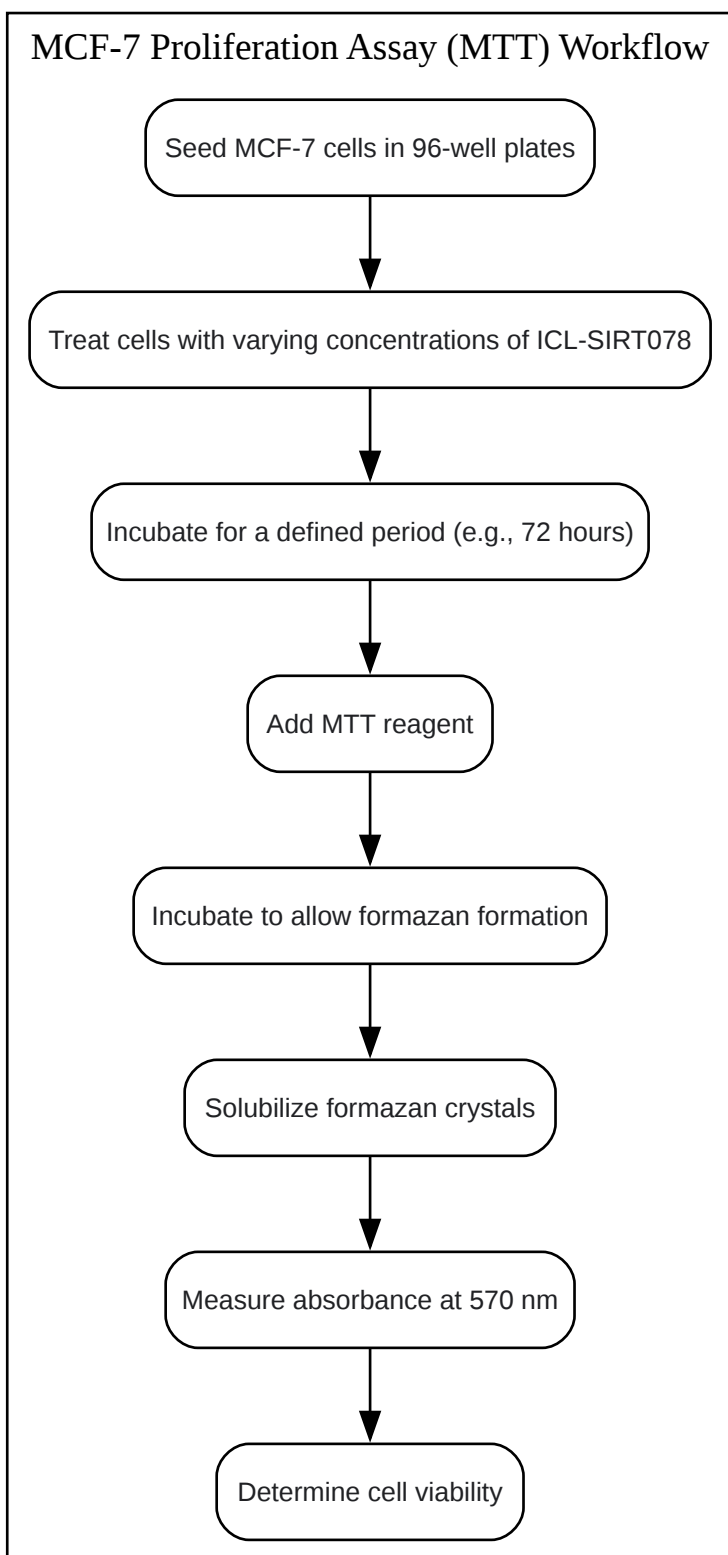 MCF-7 Proliferation Assay (MTT) Workflow
Seed MCF-7 cells in 96-well plates
Treat cells with varying concentrations of ICL-SIRT078
Incubate for a defined period (e.g., 72 hours)
Add MTT reagent
Incubate to allow formazan formation
Solubilize formazan crystals
Measure absorbance at 570 nm
Determine cell viability